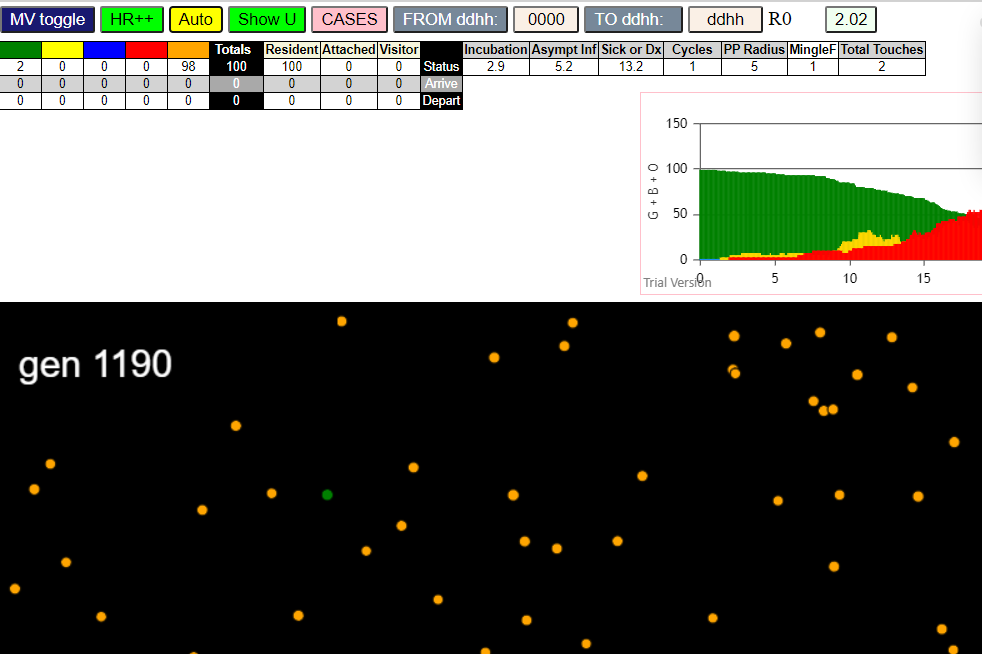 MV toggle HR++ Auto Show U CASES FROM ddhh: 0000 TO ddhh: ddhh R0 2.02
Totals Resident Attached Visitor Incubation Asympt Inf Sick or Dx Cycles PP Radius MingleF Total Touches
2 0 0 0 98 100 100 0 0 Status 2.9 5.2 13.2 1 5 1 2
0 0 0 0 0 0 0 0 0 Arrive
0 0 0 0 0 0 0 0 0 Depart
150
100
50
0
G + B + O
0 5 10 15
Trial Version
gen 1190